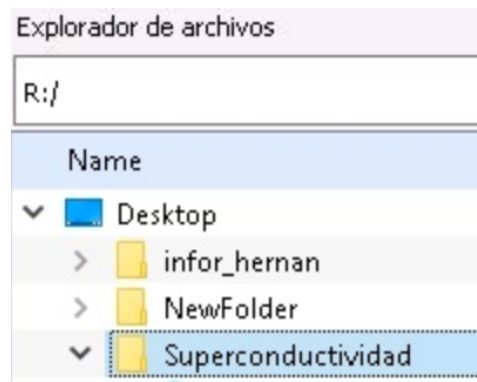 Explorador de archivos
R:/
Name
Desktop
infor_hernan
NewFolder
Superconductividad